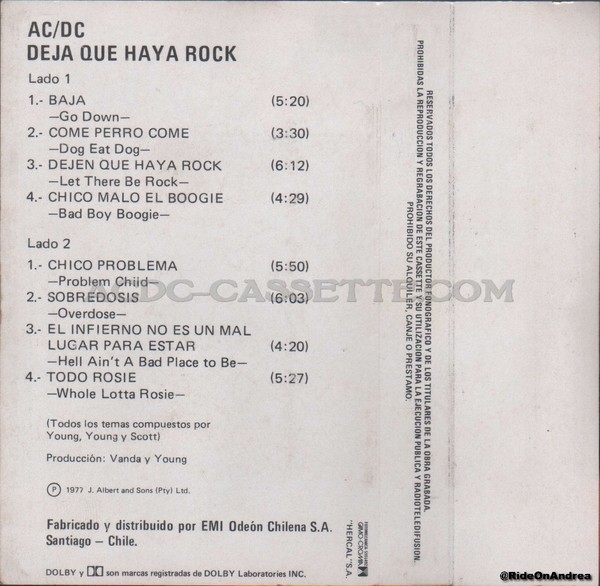 AC/DC
DEJA QUE HAYA ROCK
Lado 1
1.- BAJA (5:20)
—Go Down—
2.- COME PERRO COME (3:30)
—Dog Eat Dog—
3.- DEJEN QUE HAYA ROCK (6:12)
—Let There Be Rock—
4.- CHICO MALO EL BOOGIE (4:29)
—Bad Boy Boogie—
Lado 2
1.- CHICO PROBLEMA (5:50)
—Problem Chiid—
2.- SOBREDOSIS (6:03)
—Overdose—
3.- EL INFIERNO NO ES UN MAL
LUGAR PARA ESTAR (4:20)
—Hell Ain't A Bad Place to Be—
4.- TODO ROSIE (5:27)
—Whole Lotta Rosie—
(Todos los temas compuestos por
Young, Young y Scott)
Producción: Vanda y Young
Ⓟ 1977 J. Albert and Sons (Pty) Ltd.
Fabricado y distribuido por EMI Odeón Chilena S.A.
Santiago – Chile.
DOLBY y DD son marcas registradas de DOLBY Laboratories INC.
"HERCAL" S.A.
RESERVADOS TODOS LOS DERECHOS DEL PRODUCTOR FONOGRAFICO Y DE LOS TITULARES DE LA OBRA GRABADA.
PROHIBIDAS LA REPRODUCCION Y REGRABACION DE ESTE CASSETTE Y SU UTILIZACION PARA LA EJECUCION PUBLICA Y RADIOTELEDIFUSION.
PROHIBIDO SU ALQUILER, CANJE O PRESTAMO.
ACDC-CASSETTE.COM
@RideOnAndrea